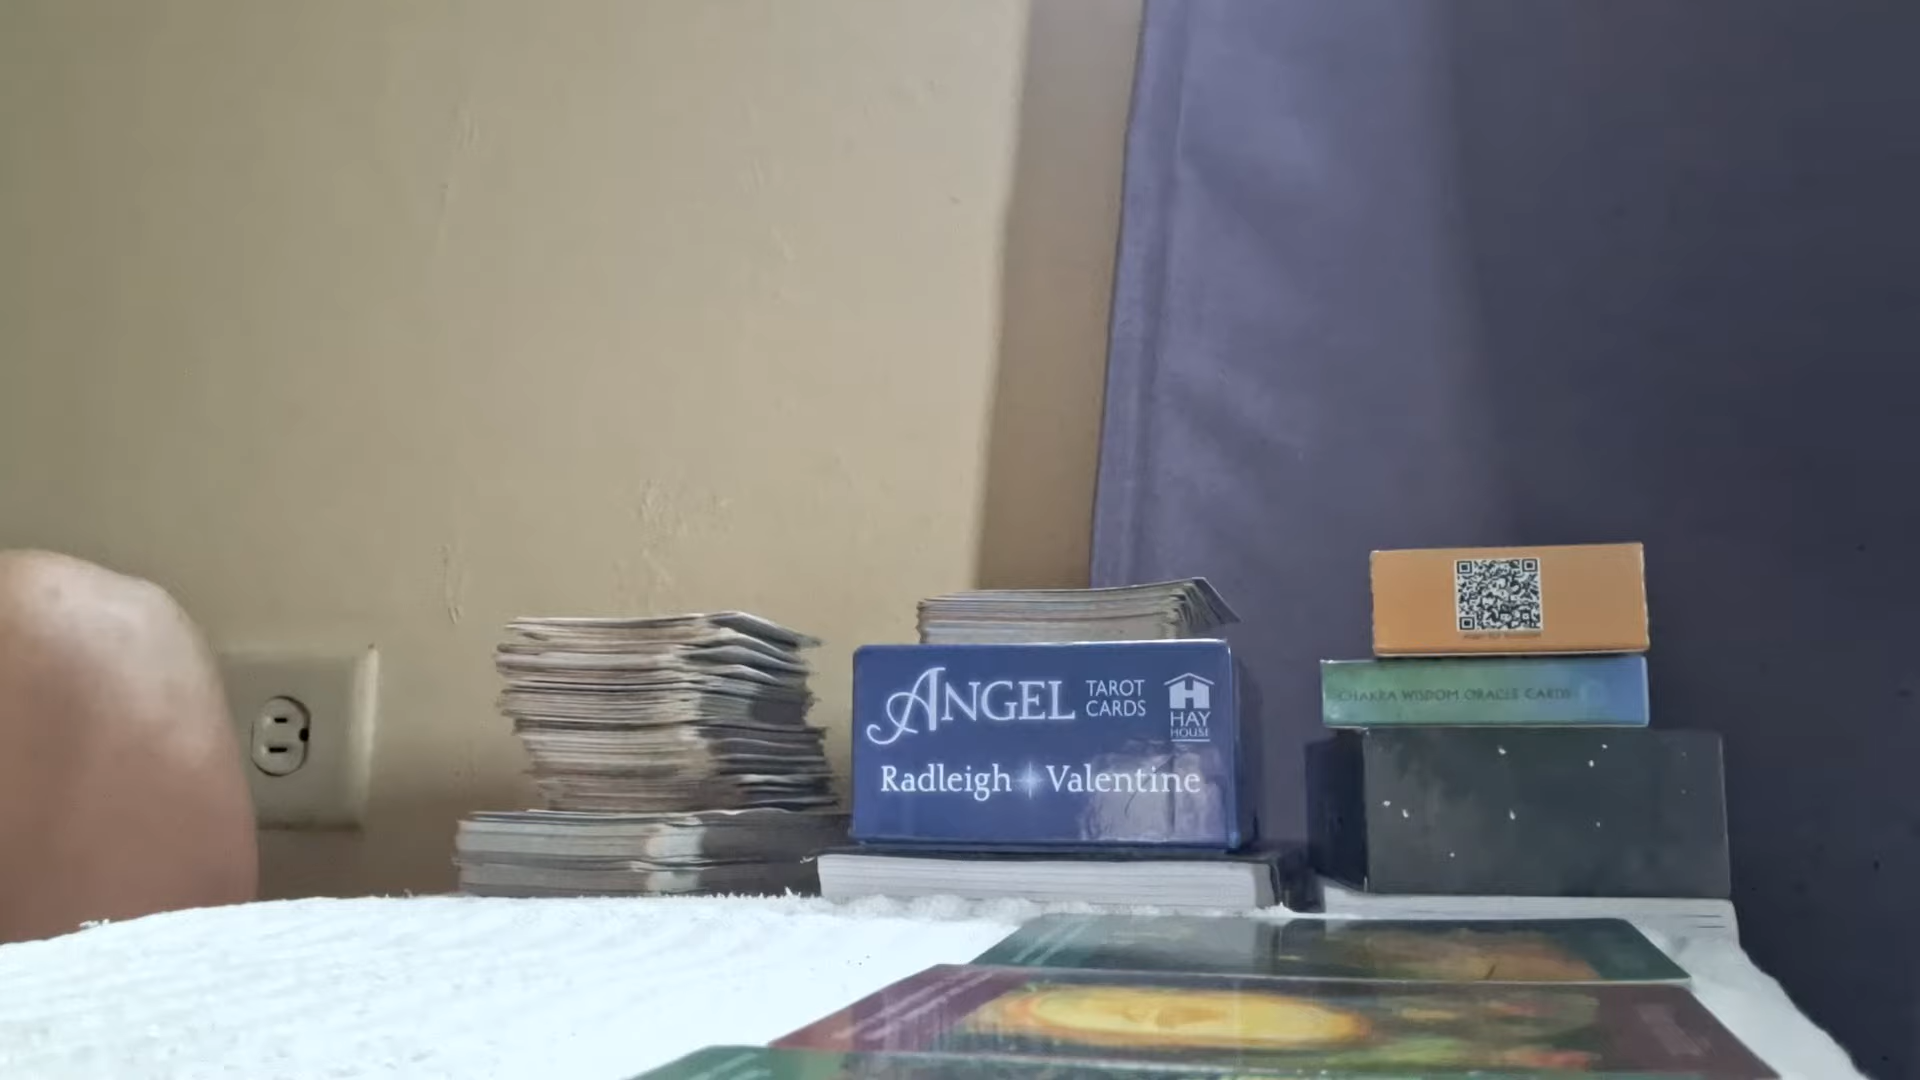 ANGEL TAROT CARDS
HAY HOUSE
Radleigh Valentine
CHAKRA WISDOM ORACLE CARDS